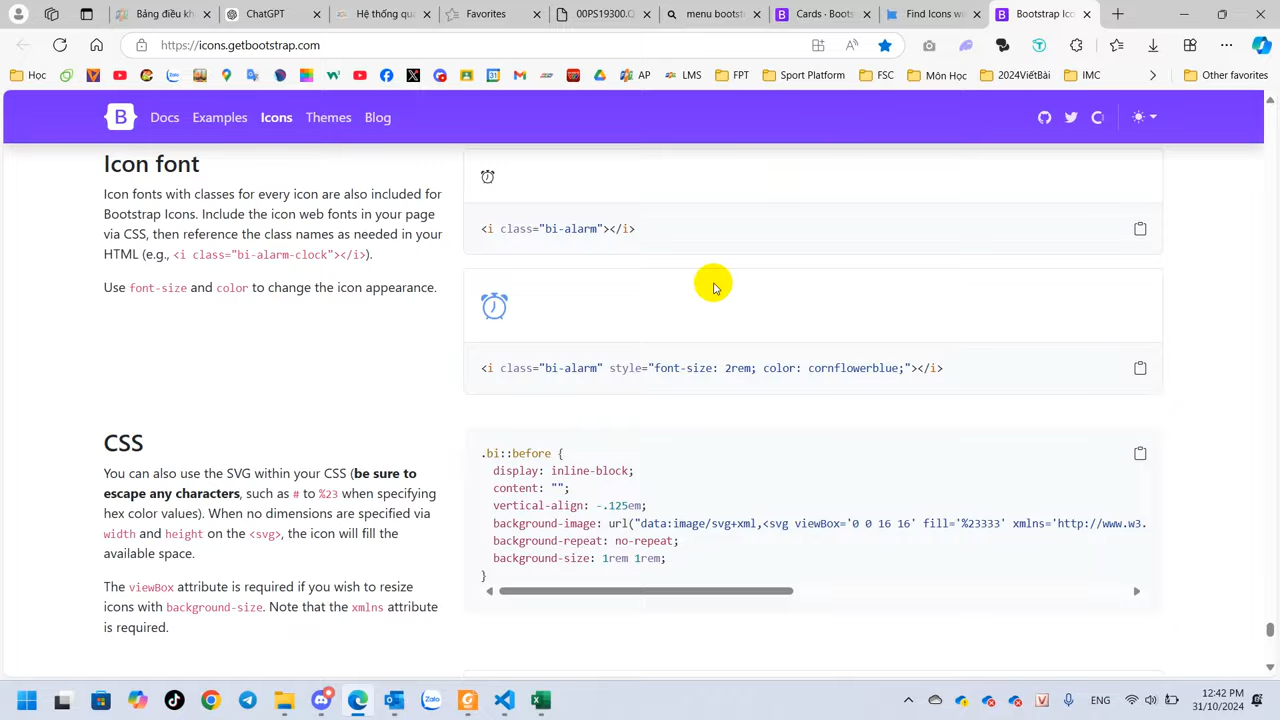 Bảng điều kh
ChatGPT
Hệ thống qu
Favorites
00PS19300.Q
menu bootst
Cards · Boots
Find Icons w
Bootstrap Ic
https://icons.getbootstrap.com
Học
AP
LMS
FPT
Sport Platform
FSC
Môn Học
2024ViếtBài
IMC
Other favorites
B
Docs
Examples
Icons
Themes
Blog
Icon font
Icon fonts with classes for every icon are also included for
Bootstrap Icons. Include the icon web fonts in your page
via CSS, then reference the class names as needed in your
HTML (e.g., <i class="bi-alarm-clock"></i>).
Use font-size and color to change the icon appearance.
<i class="bi-alarm"></i>
<i class="bi-alarm" style="font-size: 2rem; color: cornflowerblue;"></i>
CSS
You can also use the SVG within your CSS (be sure to
escape any characters, such as # to %23 when specifying
hex color values). When no dimensions are specified via
width and height on the <svg>, the icon will fill the
available space.
The viewBox attribute is required if you wish to resize
icons with background-size. Note that the xmlns attribute
is required.
.bi::before {
display: inline-block;
content: "";
vertical-align: -.125em;
background-image: url("data:image/svg+xml,<svg viewBox='0 0 16 16' fill='%23333' xmlns='http://www.w3.
background-repeat: no-repeat;
background-size: 1rem 1rem;
}
ENG
12:42 PM
31/10/2024